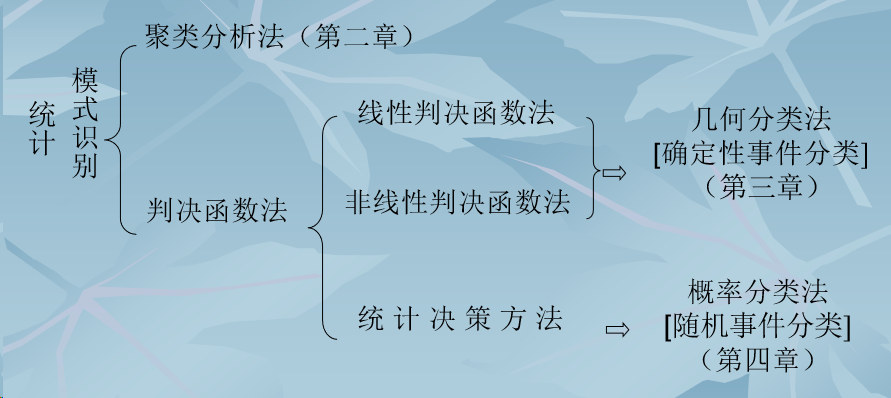 统计
模式识别
聚类分析法（第二章）
判决函数法
线性判决函数法
非线性判决函数法
统计决策方法
⇨
几何分类法
[确定性事件分类]
（第三章）
⇨
概率分类法
[随机事件分类]
（第四章）